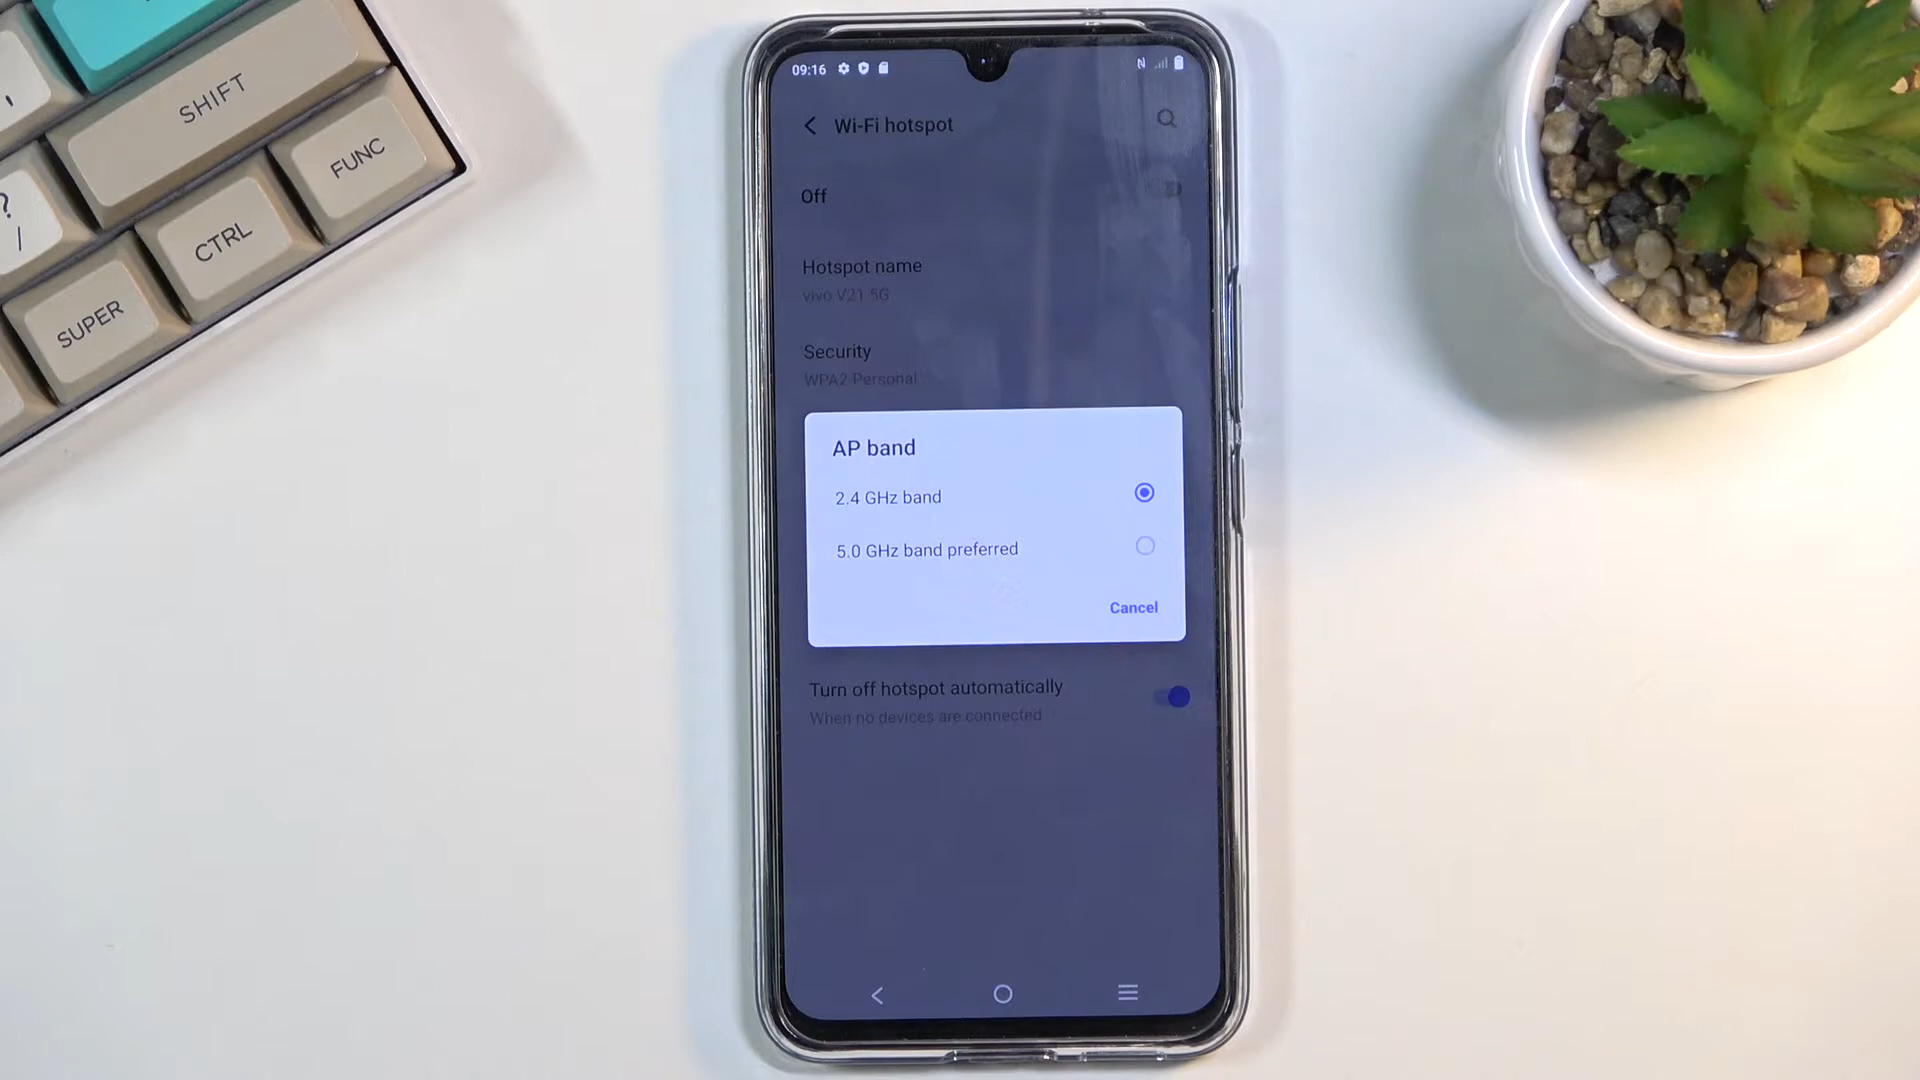 SHIFT
FUNC
?
/
CTRL
SUPER
09:16
Wi-Fi hotspot
Off
Hotspot name
vivo V21 5G
Security
WPA2-Personal
AP band
2.4 GHz band
5.0 GHz band preferred
Cancel
Turn off hotspot automatically
When no devices are connected